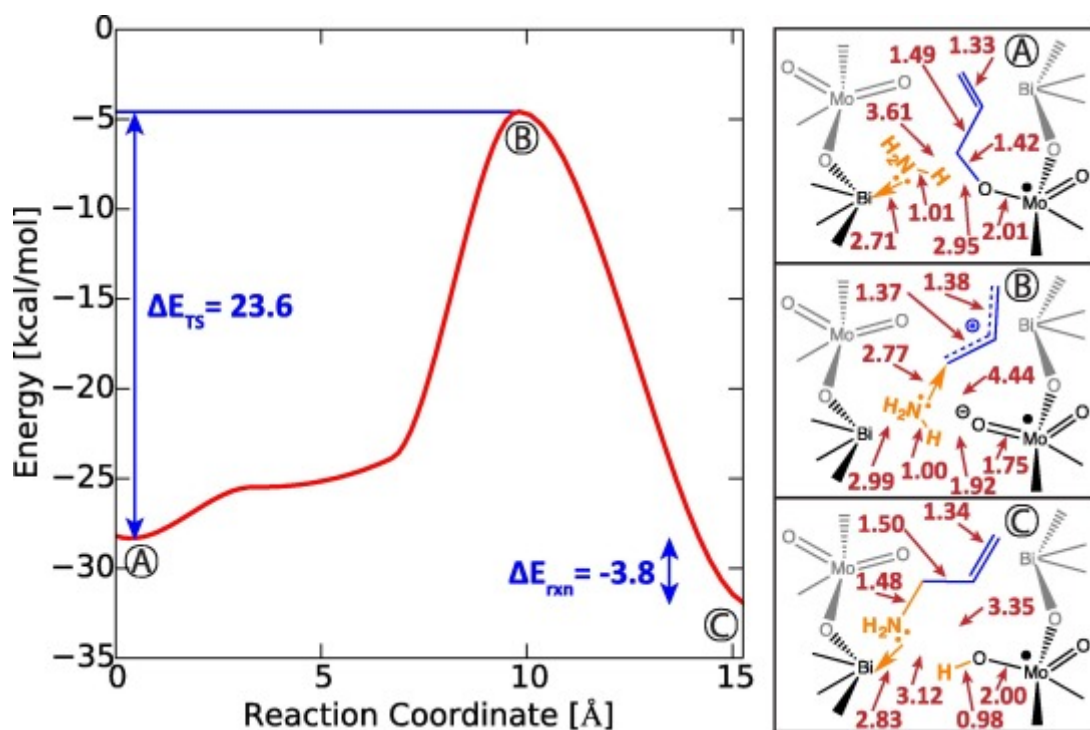 0
−5
−10
−15
−20
−25
−30
−35
0
5
10
15
Energy [kcal/mol]
Reaction Coordinate [Å]
ΔE_TS= 23.6
ΔE_rxn= -3.8
A
B
C
A
1.49
1.33
O
O
Mo
Bi
3.61
1.42
O
H₂N
H
O
O
Bi
O
Mo
1.01
2.71
2.95
2.01
B
1.38
1.37
⊕
O
O
Mo
Bi
2.77
4.44
O
H₂N
⊖
O
O
O
Bi
H
Mo
1.00
1.75
2.99
1.92
C
1.34
1.50
O
O
Mo
Bi
1.48
3.35
O
H₂N
O
O
Bi
H
O
Mo
3.12
2.00
2.83
0.98